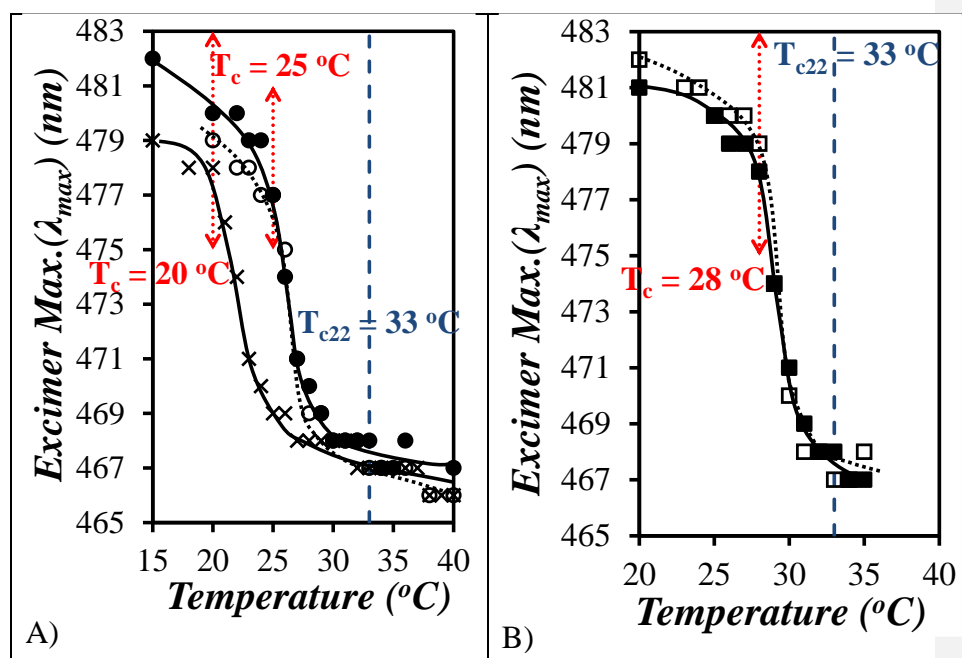 483
481
479
477
475
473
471
469
467
465
Excimer Max.(λmax) (nm)
Tc = 25 oC
Tc = 20 oC
Tc22 = 33 oC
15 20 25 30 35 40
Temperature (oC)
A)
483
481
479
477
475
473
471
469
467
465
Excimer Max.(λmax) (nm)
Tc22 = 33 oC
Tc = 28 oC
20 25 30 35 40
Temperature (oC)
B)